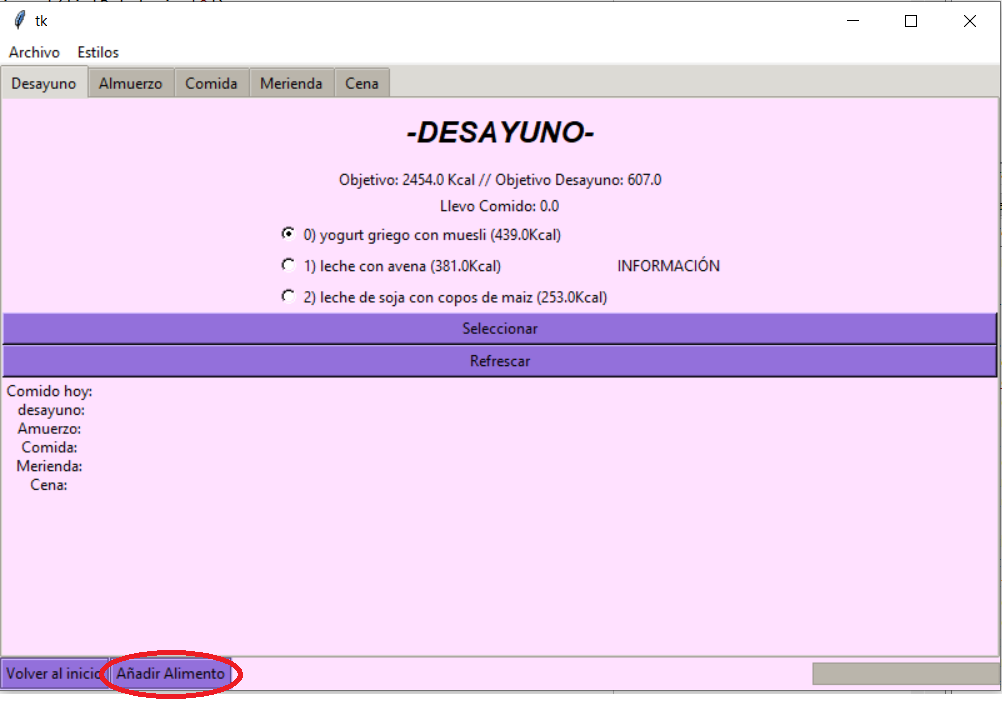 tk
Archivo Estilos
Desayuno Almuerzo Comida Merienda Cena
-DESAYUNO-
Objetivo: 2454.0 Kcal // Objetivo Desayuno: 607.0
Llevo Comido: 0.0
0) yogurt griego con muesli (439.0Kcal)
1) leche con avena (381.0Kcal) INFORMACIÓN
2) leche de soja con copos de maiz (253.0Kcal)
Seleccionar
Refrescar
Comido hoy:
desayuno:
Amuerzo:
Comida:
Merienda:
Cena:
Volver al inicio Añadir Alimento